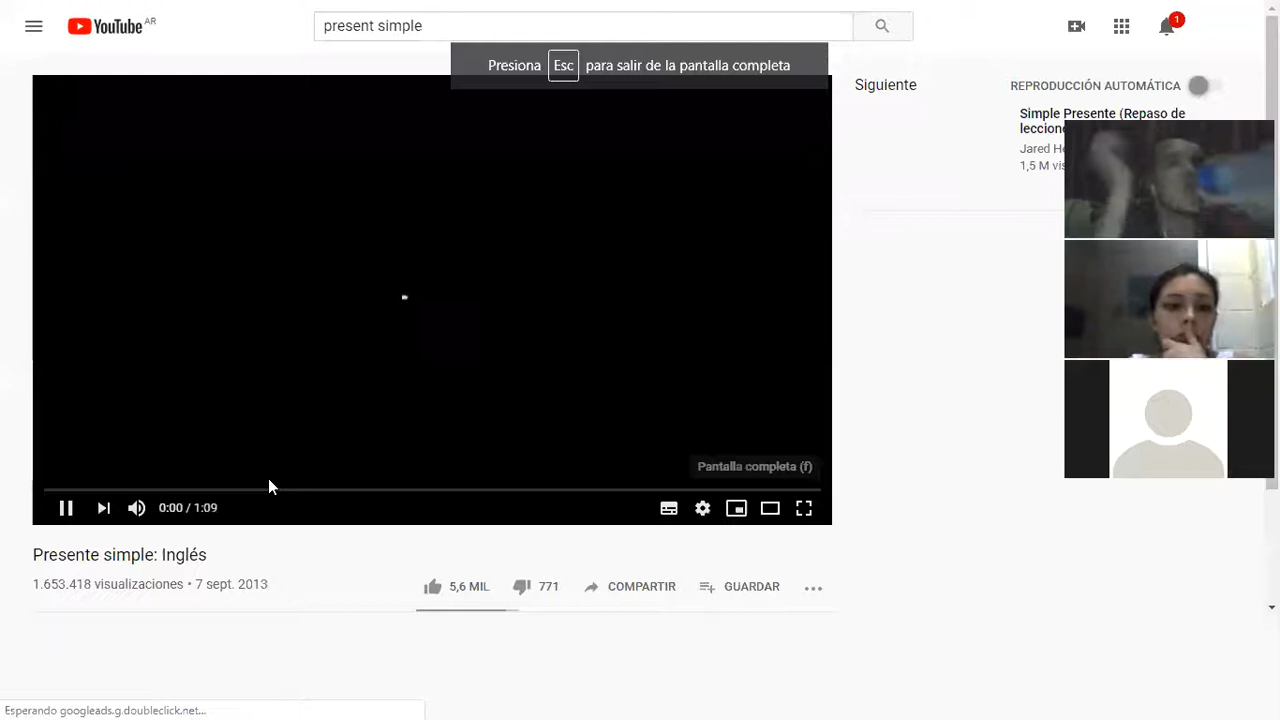 YouTube AR
present simple
1
Presiona Esc para salir de la pantalla completa
Siguiente
REPRODUCCIÓN AUTOMÁTICA
Simple Presente (Repaso de
leccione
Jared He
1,5 M vis
Pantalla completa (f)
0:00 / 1:09
Presente simple: Inglés
1.653.418 visualizaciones • 7 sept. 2013
5,6 MIL
771
COMPARTIR
GUARDAR
Esperando googleads.g.doubleclick.net...